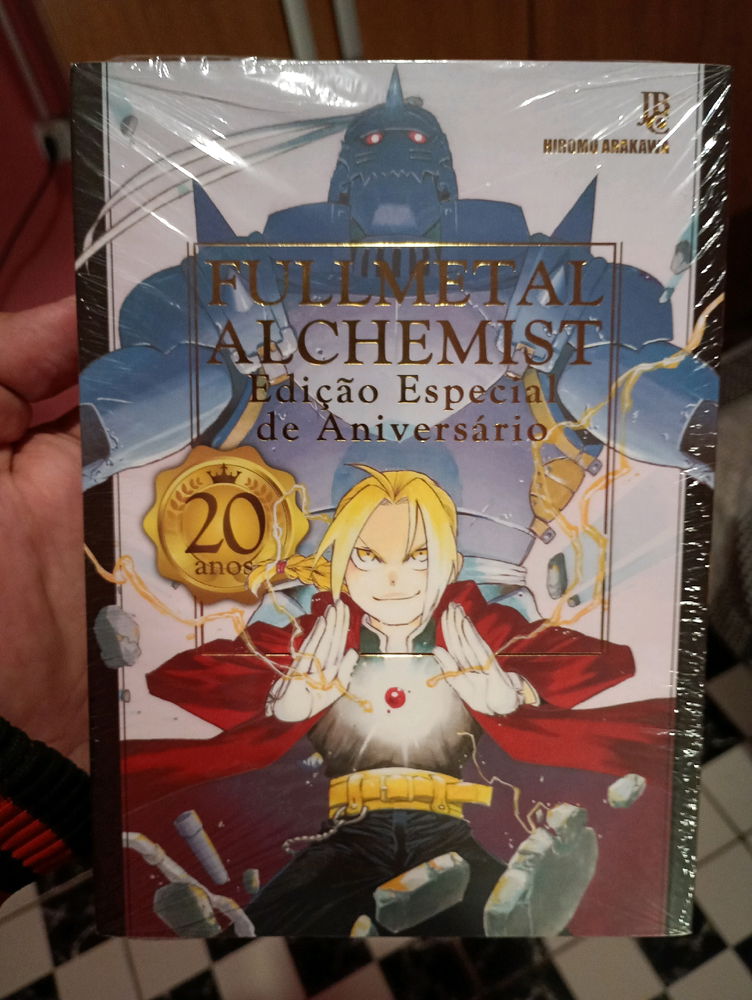 JBC
HIROMU ARAKAWA
FULLMETAL
ALCHEMIST
Edição Especial
de Aniversário
20
anos